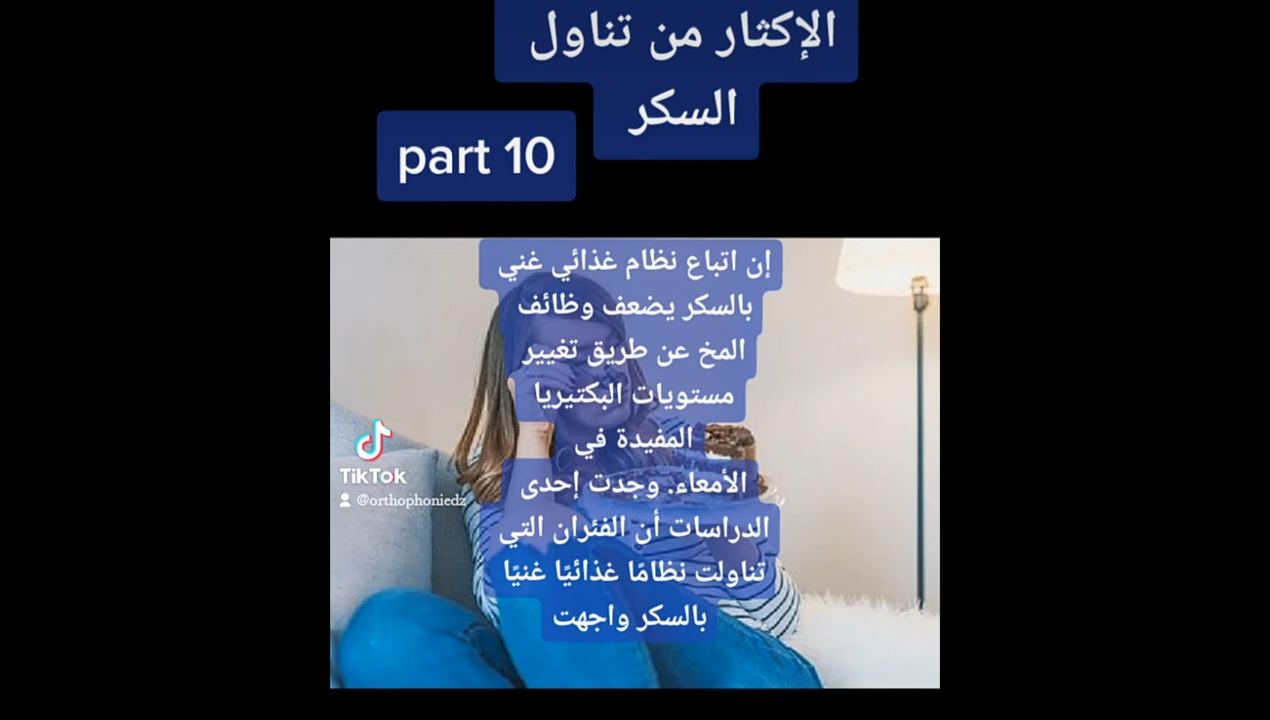 الإكثار من تناول
السكر
part 10
إن اتباع نظام غذائي غني
بالسكر يضعف وظائف
المخ عن طريق تغيير
مستويات البكتيريا
المفيدة في
الأمعاء. وجدت إحدى
الدراسات أن الفئران التي
تناولت نظامًا غذائيًا غنيًا
بالسكر واجهت
TikTok
@orthophoniedz